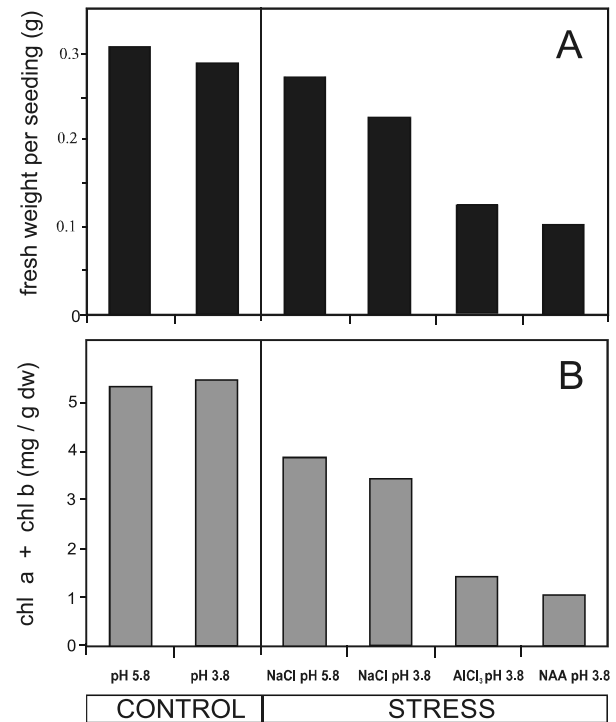 A
fresh weight per seeding (g)
0.3
0.2
0.1
0
B
chl a + chl b (mg / g dw)
5
4
3
2
1
0
pH 5.8 pH 3.8 NaCl pH 5.8 NaCl pH 3.8 AlCl₃ pH 3.8 NAA pH 3.8
CONTROL STRESS